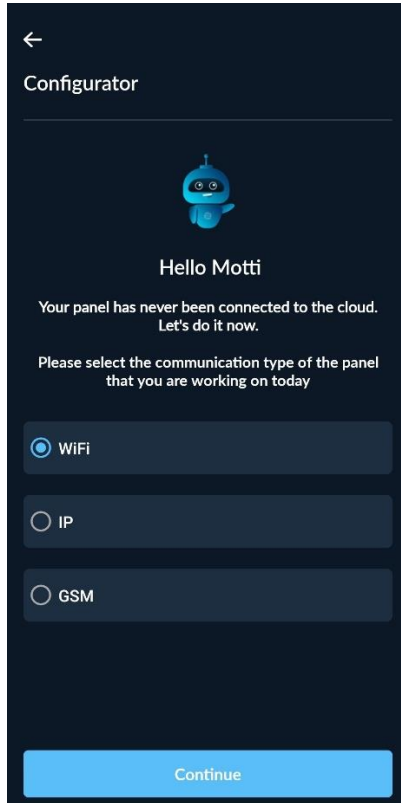 Configurator
Hello Motti
Your panel has never been connected to the cloud.
Let's do it now.
Please select the communication type of the panel
that you are working on today
WiFi
IP
GSM
Continue